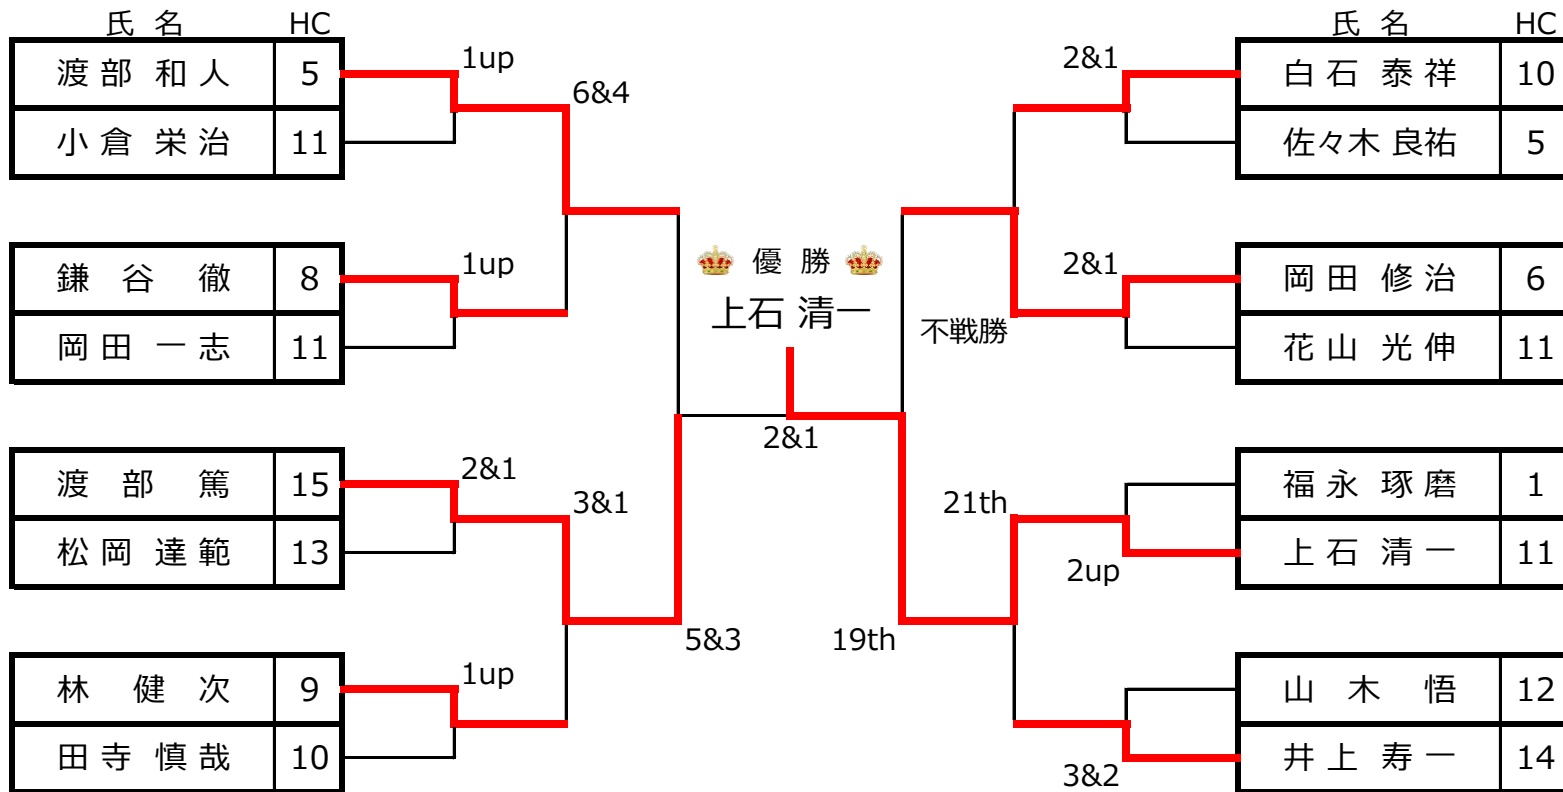 氏 名 HC
渡部 和人 5
小倉 栄治 11
鎌谷 徹 8
岡田 一志 11
渡部 篤 15
松岡 達範 13
林 健次 9
田寺 慎哉 10
1up
6&4
1up
2&1
3&1
1up
5&3
優 勝
上石 清一
2&1
氏 名 HC
白石 泰祥 10
佐々木 良祐 5
岡田 修治 6
花山 光伸 11
福永 琢磨 1
上石 清一 11
山木 悟 12
井上 寿一 14
2&1
2&1
不戦勝
21th
2up
19th
3&2